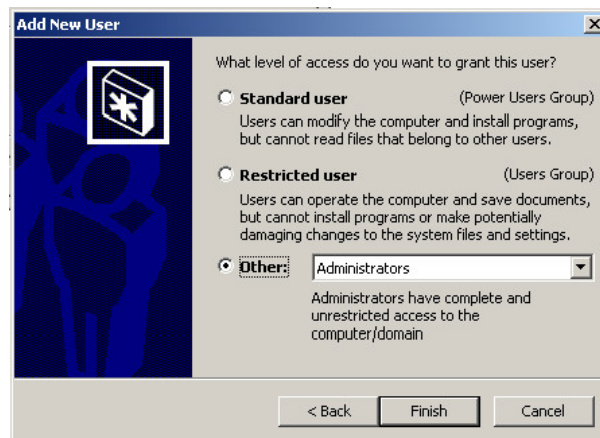 Add New User
What level of access do you want to grant this user?
Standard user (Power Users Group)
Users can modify the computer and install programs,
but cannot read files that belong to other users.
Restricted user (Users Group)
Users can operate the computer and save documents,
but cannot install programs or make potentially
damaging changes to the system files and settings.
Other: Administrators
Administrators have complete and
unrestricted access to the
computer/domain
< Back Finish Cancel